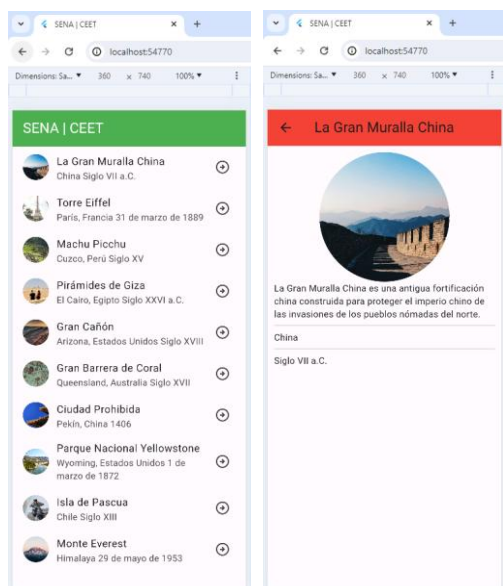 SENA | CEET
localhost:54770
Dimensions: Sa... 360 x 740 100%
SENA | CEET
La Gran Muralla China
China Siglo VII a.C.
Torre Eiffel
París, Francia 31 de marzo de 1889
Machu Picchu
Cuzco, Perú Siglo XV
Pirámides de Giza
El Cairo, Egipto Siglo XXVI a.C.
Gran Cañón
Arizona, Estados Unidos Siglo XVIII
Gran Barrera de Coral
Queensland, Australia Siglo XVII
Ciudad Prohibida
Pekín, China 1406
Parque Nacional Yellowstone
Wyoming, Estados Unidos 1 de
marzo de 1872
Isla de Pascua
Chile Siglo XIII
Monte Everest
Himalaya 29 de mayo de 1953
SENA | CEET
localhost:54770
Dimensions: Sa... 360 x 740 100%
La Gran Muralla China
La Gran Muralla China es una antigua fortificación
china construida para proteger el imperio chino de
las invasiones de los pueblos nómadas del norte.
China
Siglo VII a.C.